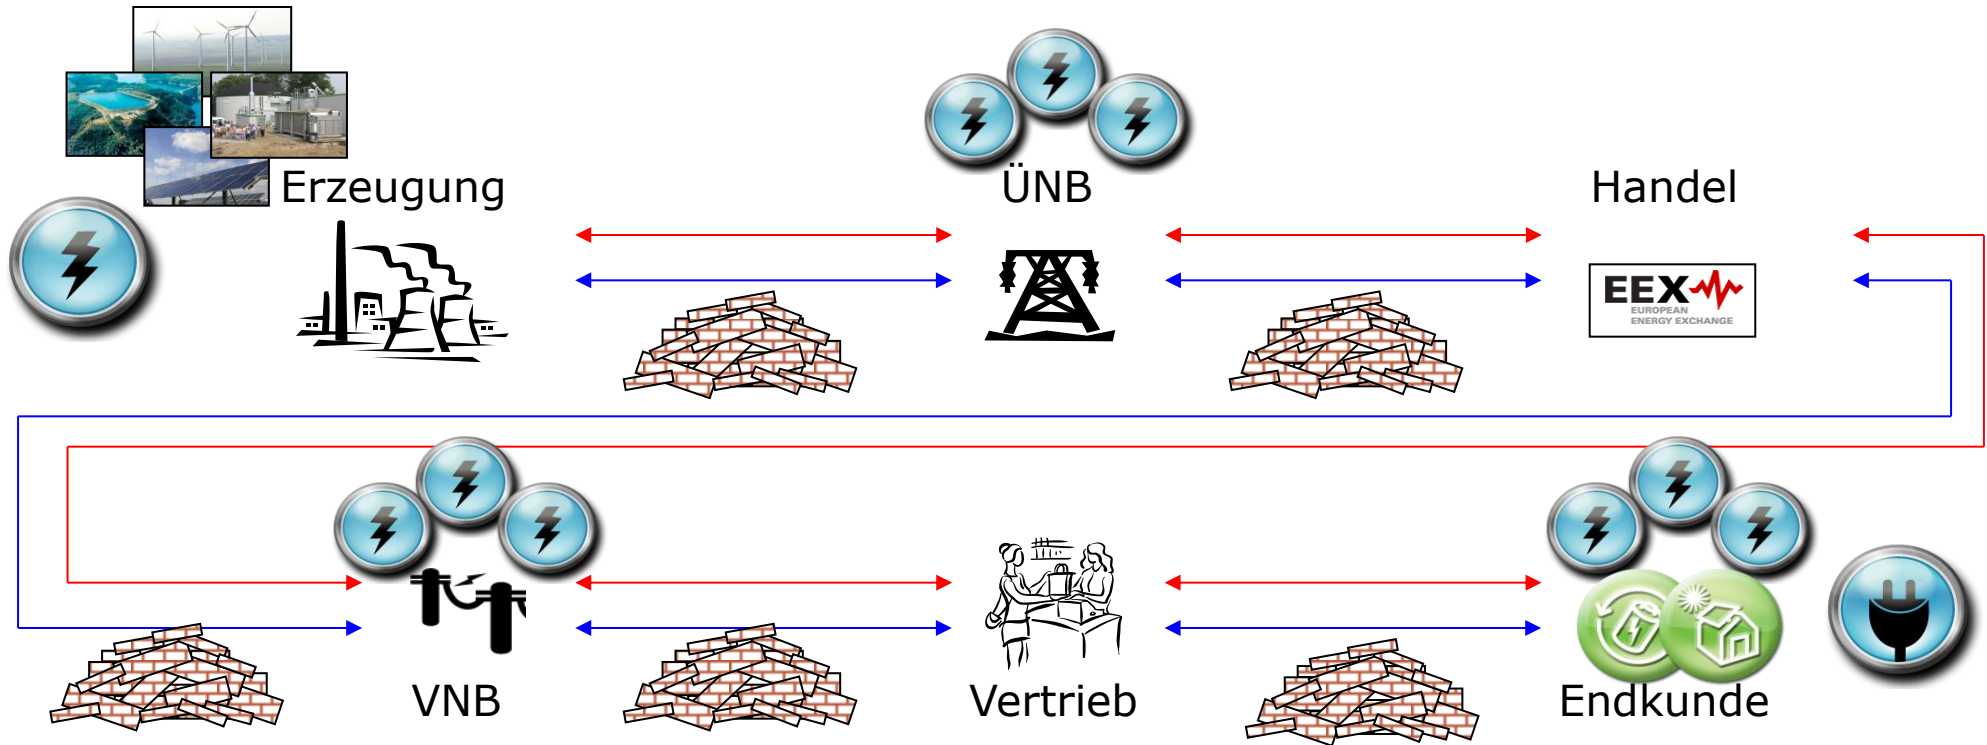 Erzeugung
ÜNB
Handel
EEX
EUROPEAN
ENERGY EXCHANGE
VNB
Vertrieb
Endkunde